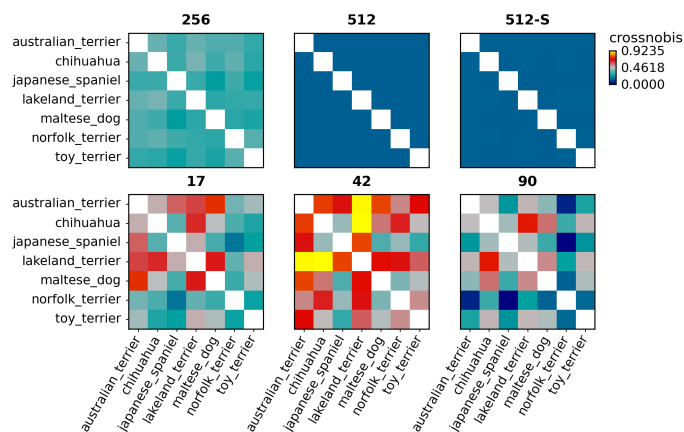 256 512 512-S
crossnobis
0.9235
0.4618
0.0000
australian_terrier
chihuahua
japanese_spaniel
lakeland_terrier
maltese_dog
norfolk_terrier
toy_terrier
17 42 90
australian_terrier
chihuahua
japanese_spaniel
lakeland_terrier
maltese_dog
norfolk_terrier
toy_terrier
australian_terrier
chihuahua
japanese_spaniel
lakeland_terrier
maltese_dog
norfolk_terrier
toy_terrier
australian_terrier
chihuahua
japanese_spaniel
lakeland_terrier
maltese_dog
norfolk_terrier
toy_terrier
australian_terrier
chihuahua
japanese_spaniel
lakeland_terrier
maltese_dog
norfolk_terrier
toy_terrier